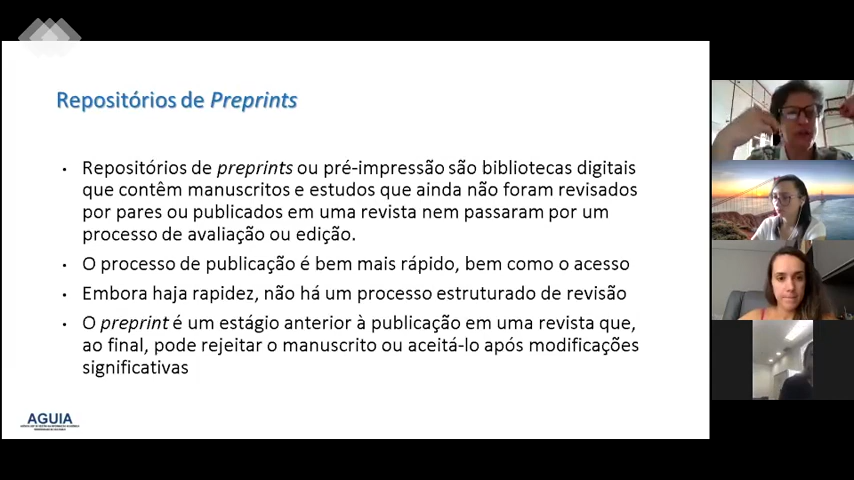 Repositórios de Preprints
• Repositórios de preprints ou pré-impressão são bibliotecas digitais
que contêm manuscritos e estudos que ainda não foram revisados
por pares ou publicados em uma revista nem passaram por um
processo de avaliação ou edição.
• O processo de publicação é bem mais rápido, bem como o acesso
• Embora haja rapidez, não há um processo estruturado de revisão
• O preprint é um estágio anterior à publicação em uma revista que,
ao final, pode rejeitar o manuscrito ou aceitá-lo após modificações
significativas
AGUIA